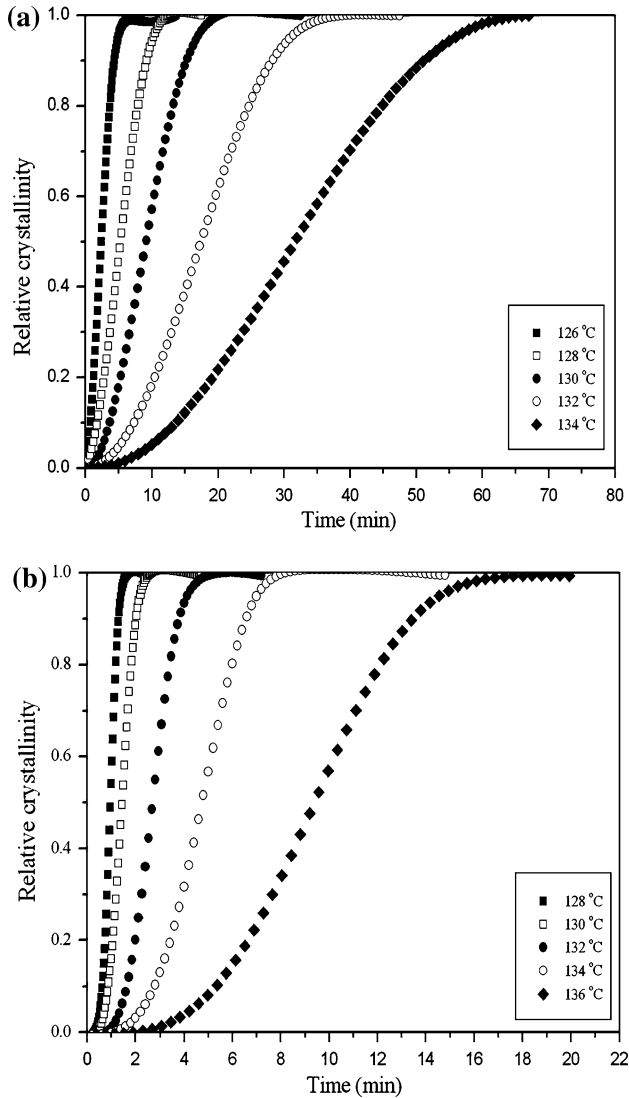 (a)
1.0
0.8
0.6
0.4
0.2
0.0
Relative crystallinity
126 °C
128 °C
130 °C
132 °C
134 °C
0 10 20 30 40 50 60 70 80
Time (min)
(b)
1.0
0.8
0.6
0.4
0.2
0.0
Relative crystallinity
128 °C
130 °C
132 °C
134 °C
136 °C
0 2 4 6 8 10 12 14 16 18 20 22
Time (min)